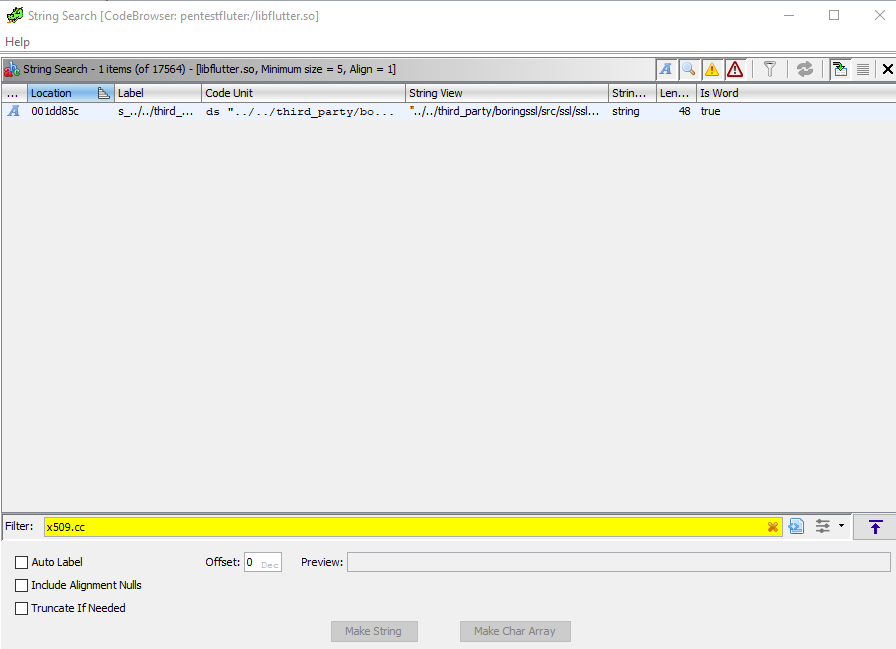 String Search [CodeBrowser: pentestfluter:/libflutter.so]
Help
String Search - 1 items (of 17564) - [libflutter.so, Minimum size = 5, Align = 1]
... Location Label Code Unit String View Strin... Len... Is Word
A 001dd85c s_../../third_... ds "../../third_party/bo... "../../third_party/boringssl/src/ssl/ssl... string 48 true
Filter: x509.cc
Auto Label Offset: 0 Dec Preview:
Include Alignment Nulls
Truncate If Needed
Make String Make Char Array